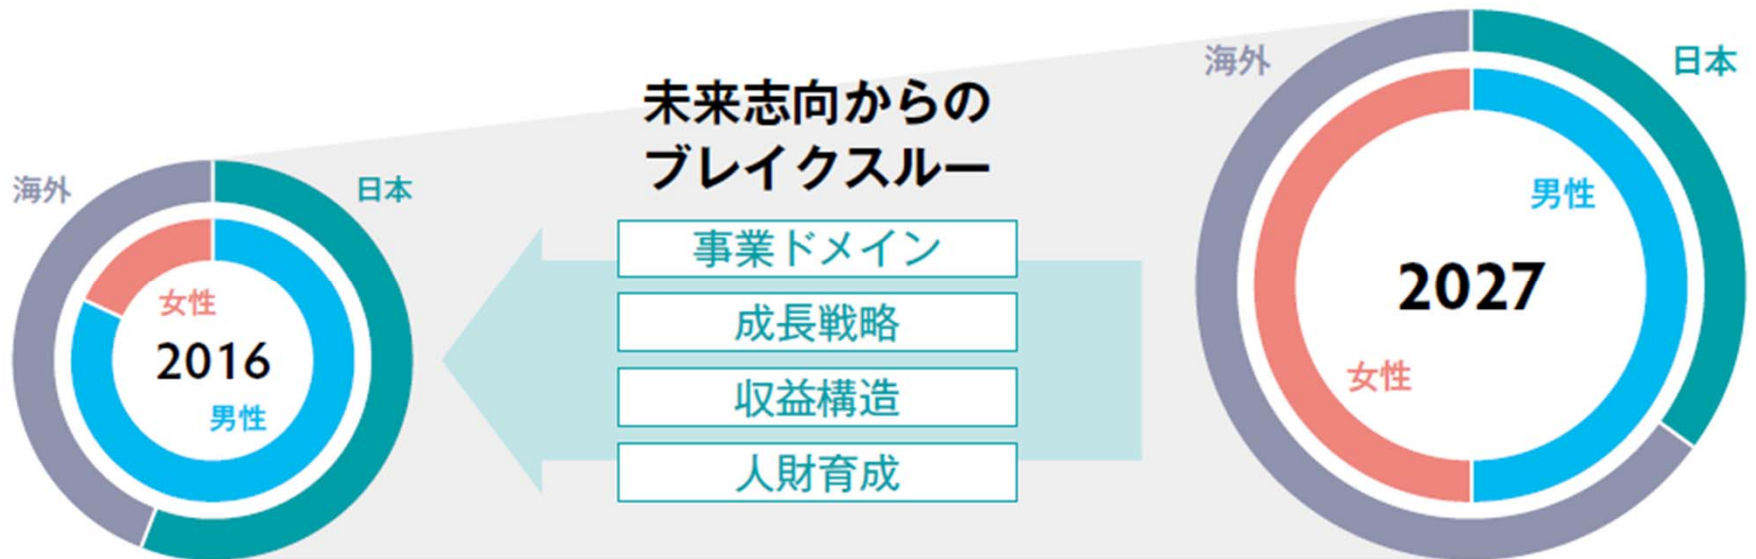 未来志向からの
ブレイクスルー
海外
日本
女性
2016
男性
事業ドメイン
成長戦略
収益構造
人財育成
海外
日本
男性
2027
女性